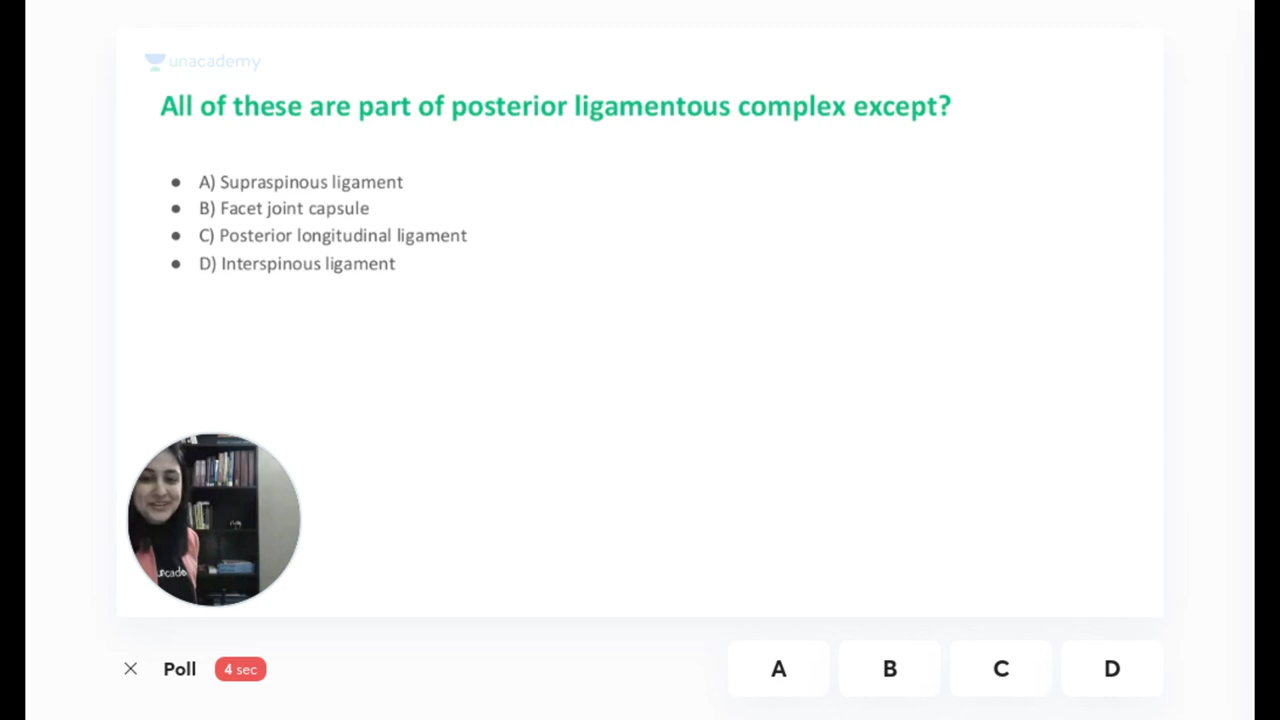 unacademy
All of these are part of posterior ligamentous complex except?
● A) Supraspinous ligament
● B) Facet joint capsule
● C) Posterior longitudinal ligament
● D) Interspinous ligament
Poll 4 sec A B C D